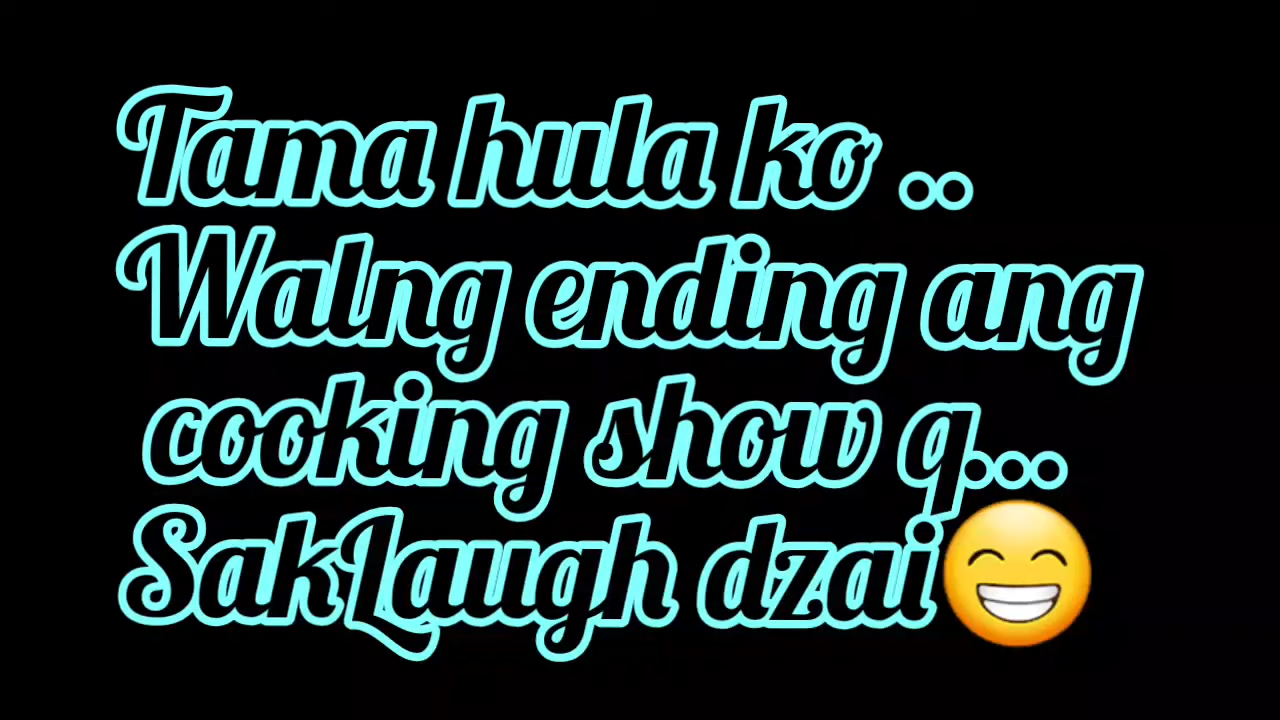 Tama hula ko ..
Walng ending ang
cooking show q...
SakLaugh dzai😁